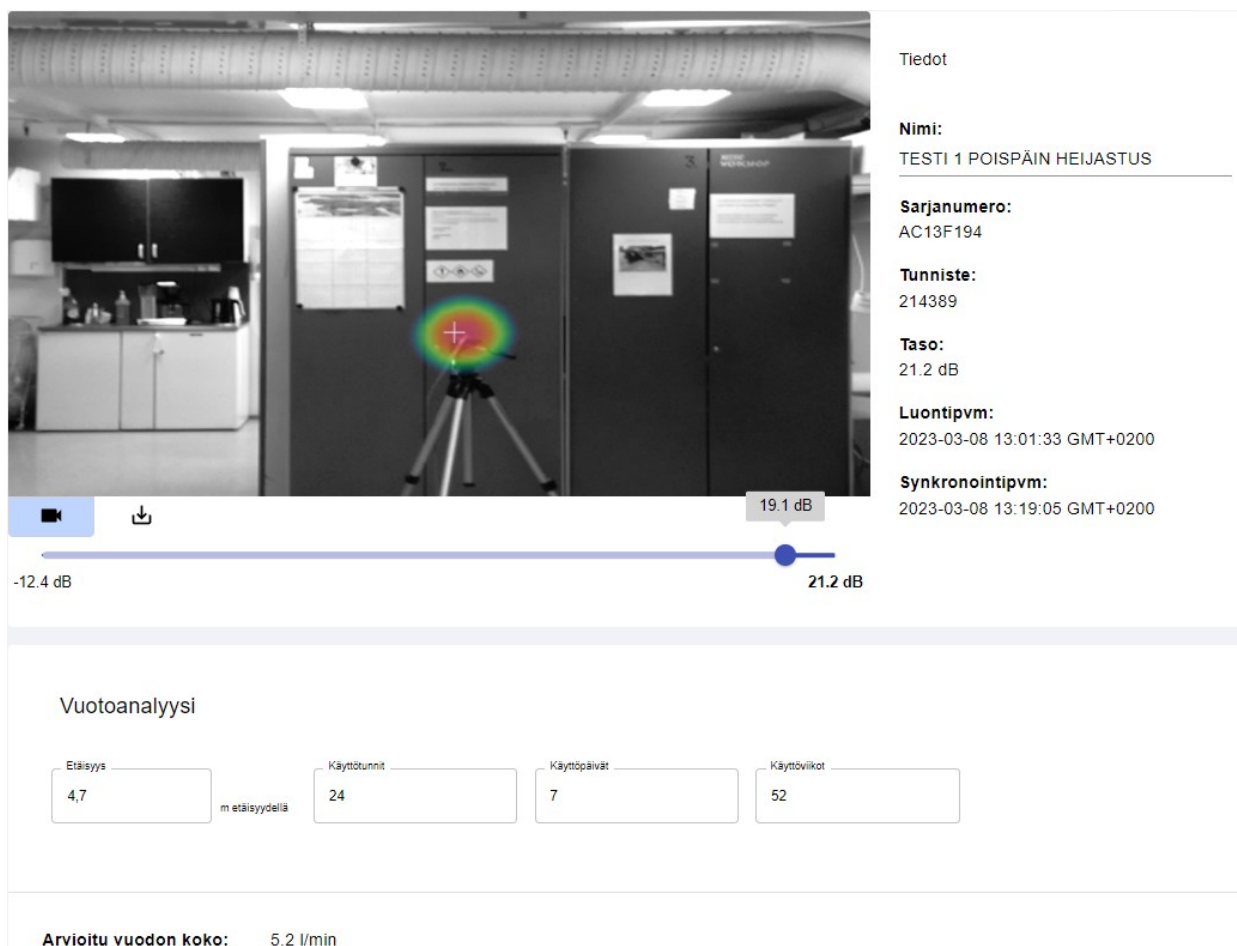 Tiedot
Nimi:
TESTI 1 POISPÄIN HEIJASTUS
Sarjanumero:
AC13F194
Tunniste:
214389
Taso:
21.2 dB
Luontipvm:
2023-03-08 13:01:33 GMT+0200
Synkronointipvm:
2023-03-08 13:19:05 GMT+0200
2
3.
19.1 dB
-12.4 dB
21.2 dB
Vuotoanalyysi
Etäisyys
4,7
m etäisyydellä
Käyttötunnit
24
Käyttöpäivät
7
Käyttöviikot
52
Arvioitu vuodon koko: 5.2 l/min